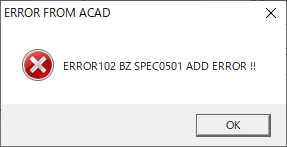 ERROR FROM ACAD
ERROR102 BZ SPEC0501 ADD ERROR !!
OK